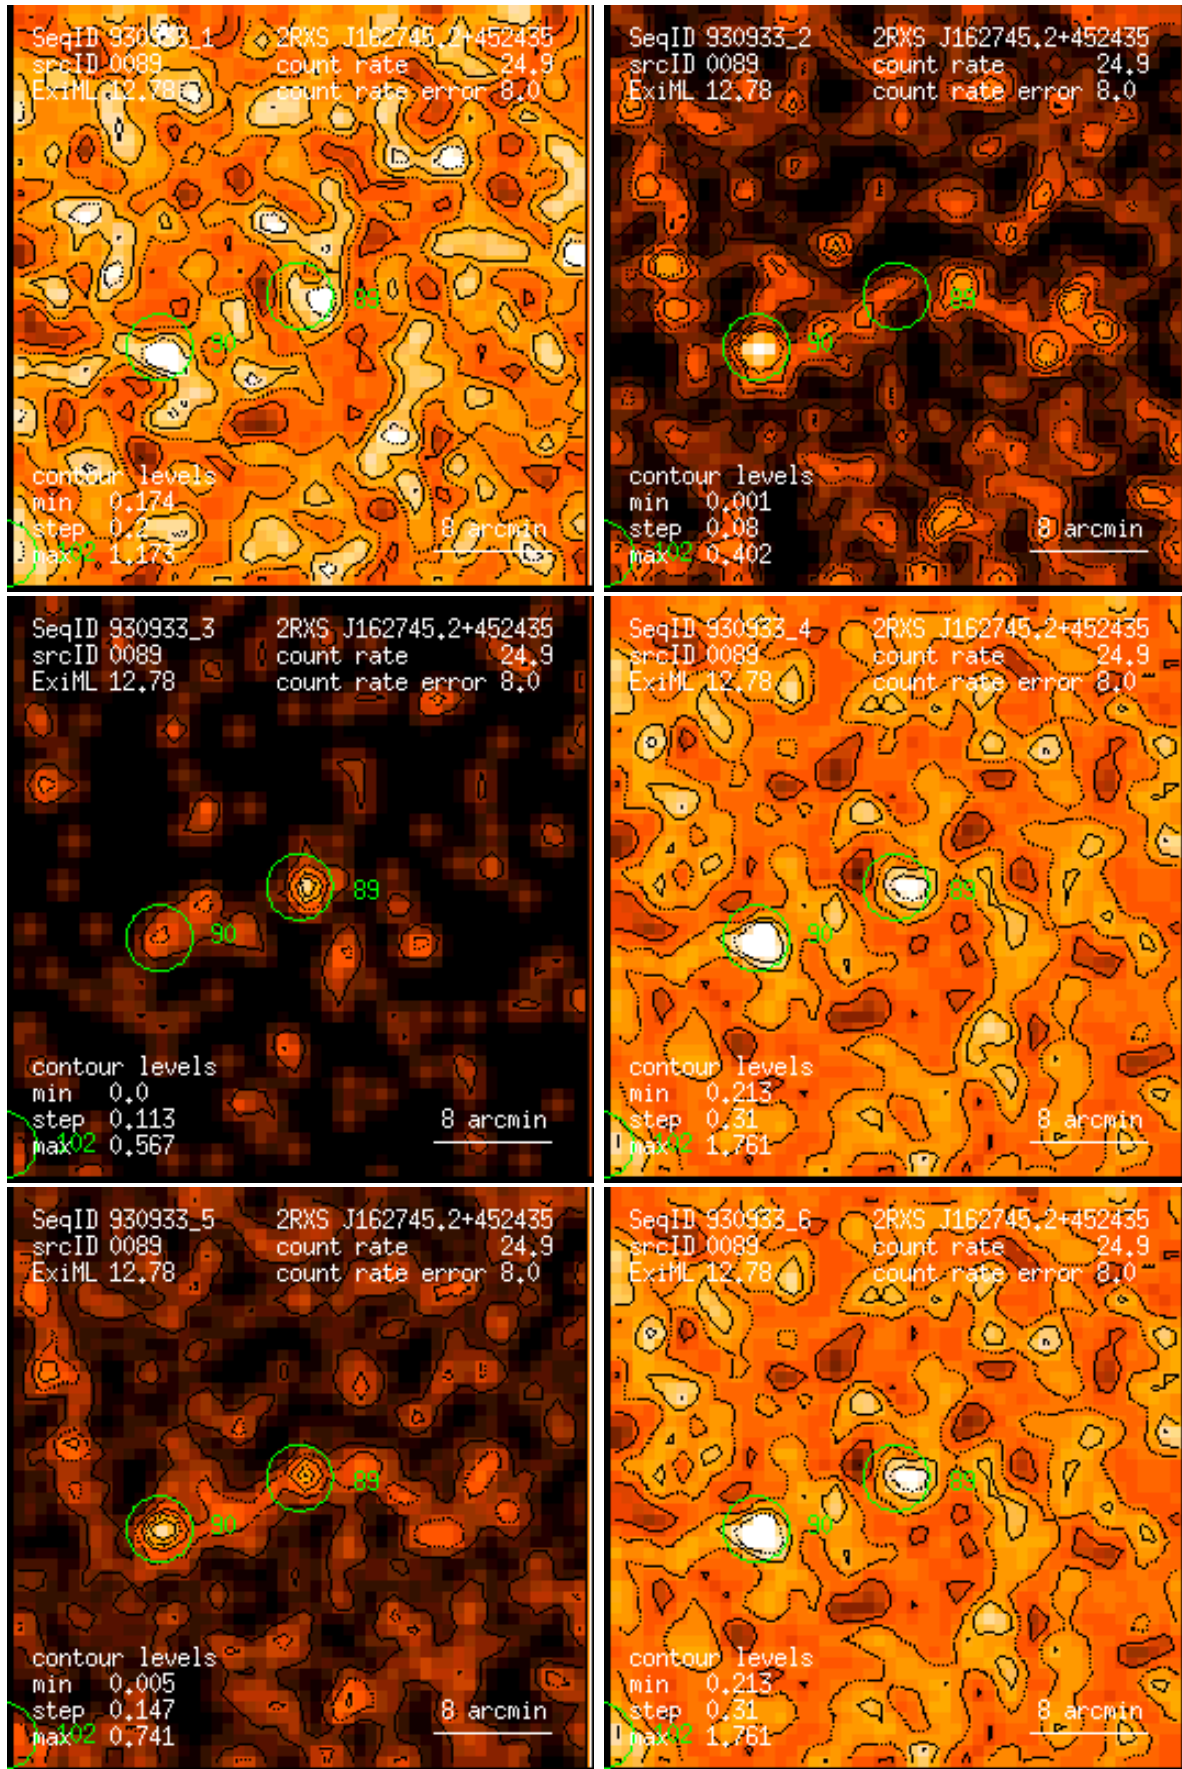 SeqID 930933_1 2RXS J162745.2+452435
srcID 0089 count rate 24.9
ExiML 12.78 count rate error 8.0
89
90
contour levels
min 0.174
step 0.2
8 arcmin
max 1.173
102
SeqID 930933_2 2RXS J162745.2+452435
srcID 0089 count rate 24.9
ExiML 12.78 count rate error 8.0
89
90
contour levels
min 0.001
step 0.08
8 arcmin
max 0.402
102
SeqID 930933_3 2RXS J162745.2+452435
srcID 0089 count rate 24.9
ExiML 12.78 count rate error 8.0
89
90
contour levels
min 0.0
step 0.113
8 arcmin
max 0.567
102
SeqID 930933_4 2RXS J162745.2+452435
srcID 0089 count rate 24.9
ExiML 12.78 count rate error 8.0
89
90
contour levels
min 0.213
step 0.31
8 arcmin
max 1.761
102
SeqID 930933_5 2RXS J162745.2+452435
srcID 0089 count rate 24.9
ExiML 12.78 count rate error 8.0
89
90
contour levels
min 0.005
step 0.147
8 arcmin
max 0.741
102
SeqID 930933_6 2RXS J162745.2+452435
srcID 0089 count rate 24.9
ExiML 12.78 count rate error 8.0
89
90
contour levels
min 0.213
step 0.31
8 arcmin
max 1.761
102